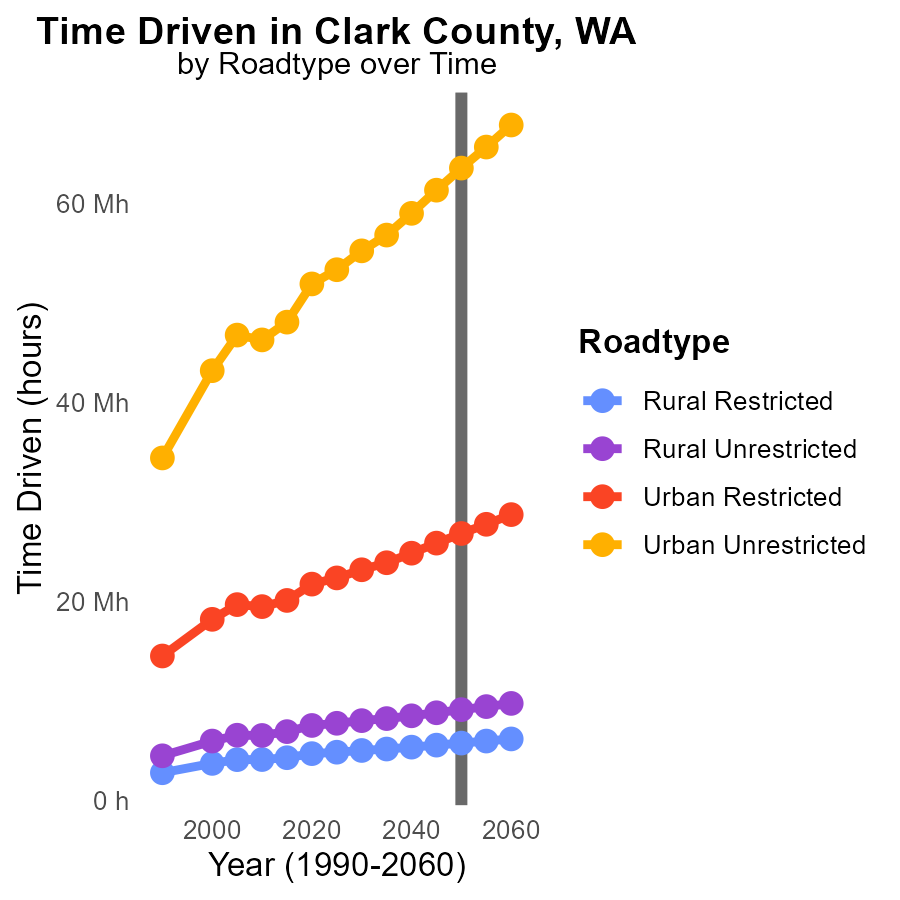 Time Driven in Clark County, WA
by Roadtype over Time
Time Driven (hours)
60 Mh
40 Mh
20 Mh
0 h
2000 2020 2040 2060
Year (1990-2060)
Roadtype
Rural Restricted
Rural Unrestricted
Urban Restricted
Urban Unrestricted